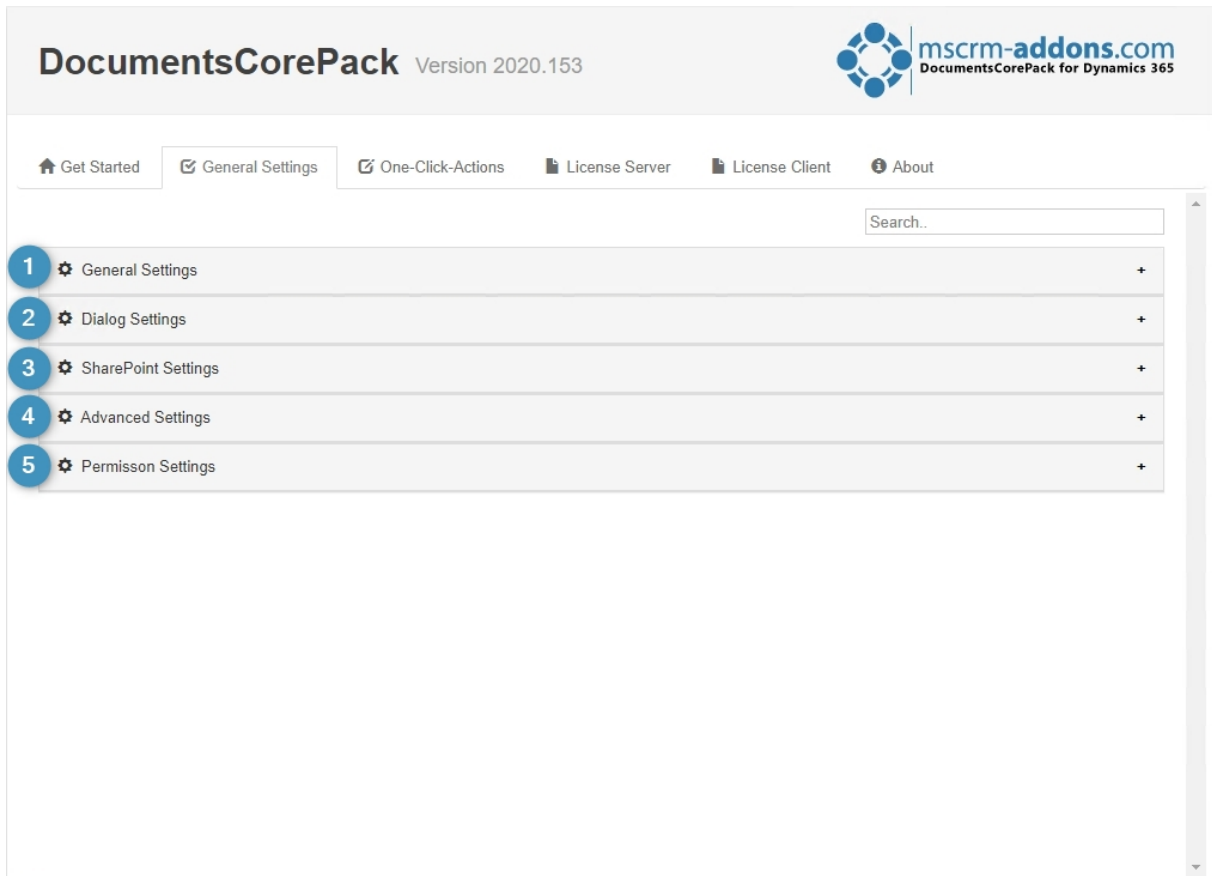 DocumentsCorePack Version 2020.153
mscrm-addons.com
DocumentsCorePack for Dynamics 365
Get Started General Settings One-Click-Actions License Server License Client About
Search..
1 General Settings +
2 Dialog Settings +
3 SharePoint Settings +
4 Advanced Settings +
5 Permisson Settings +